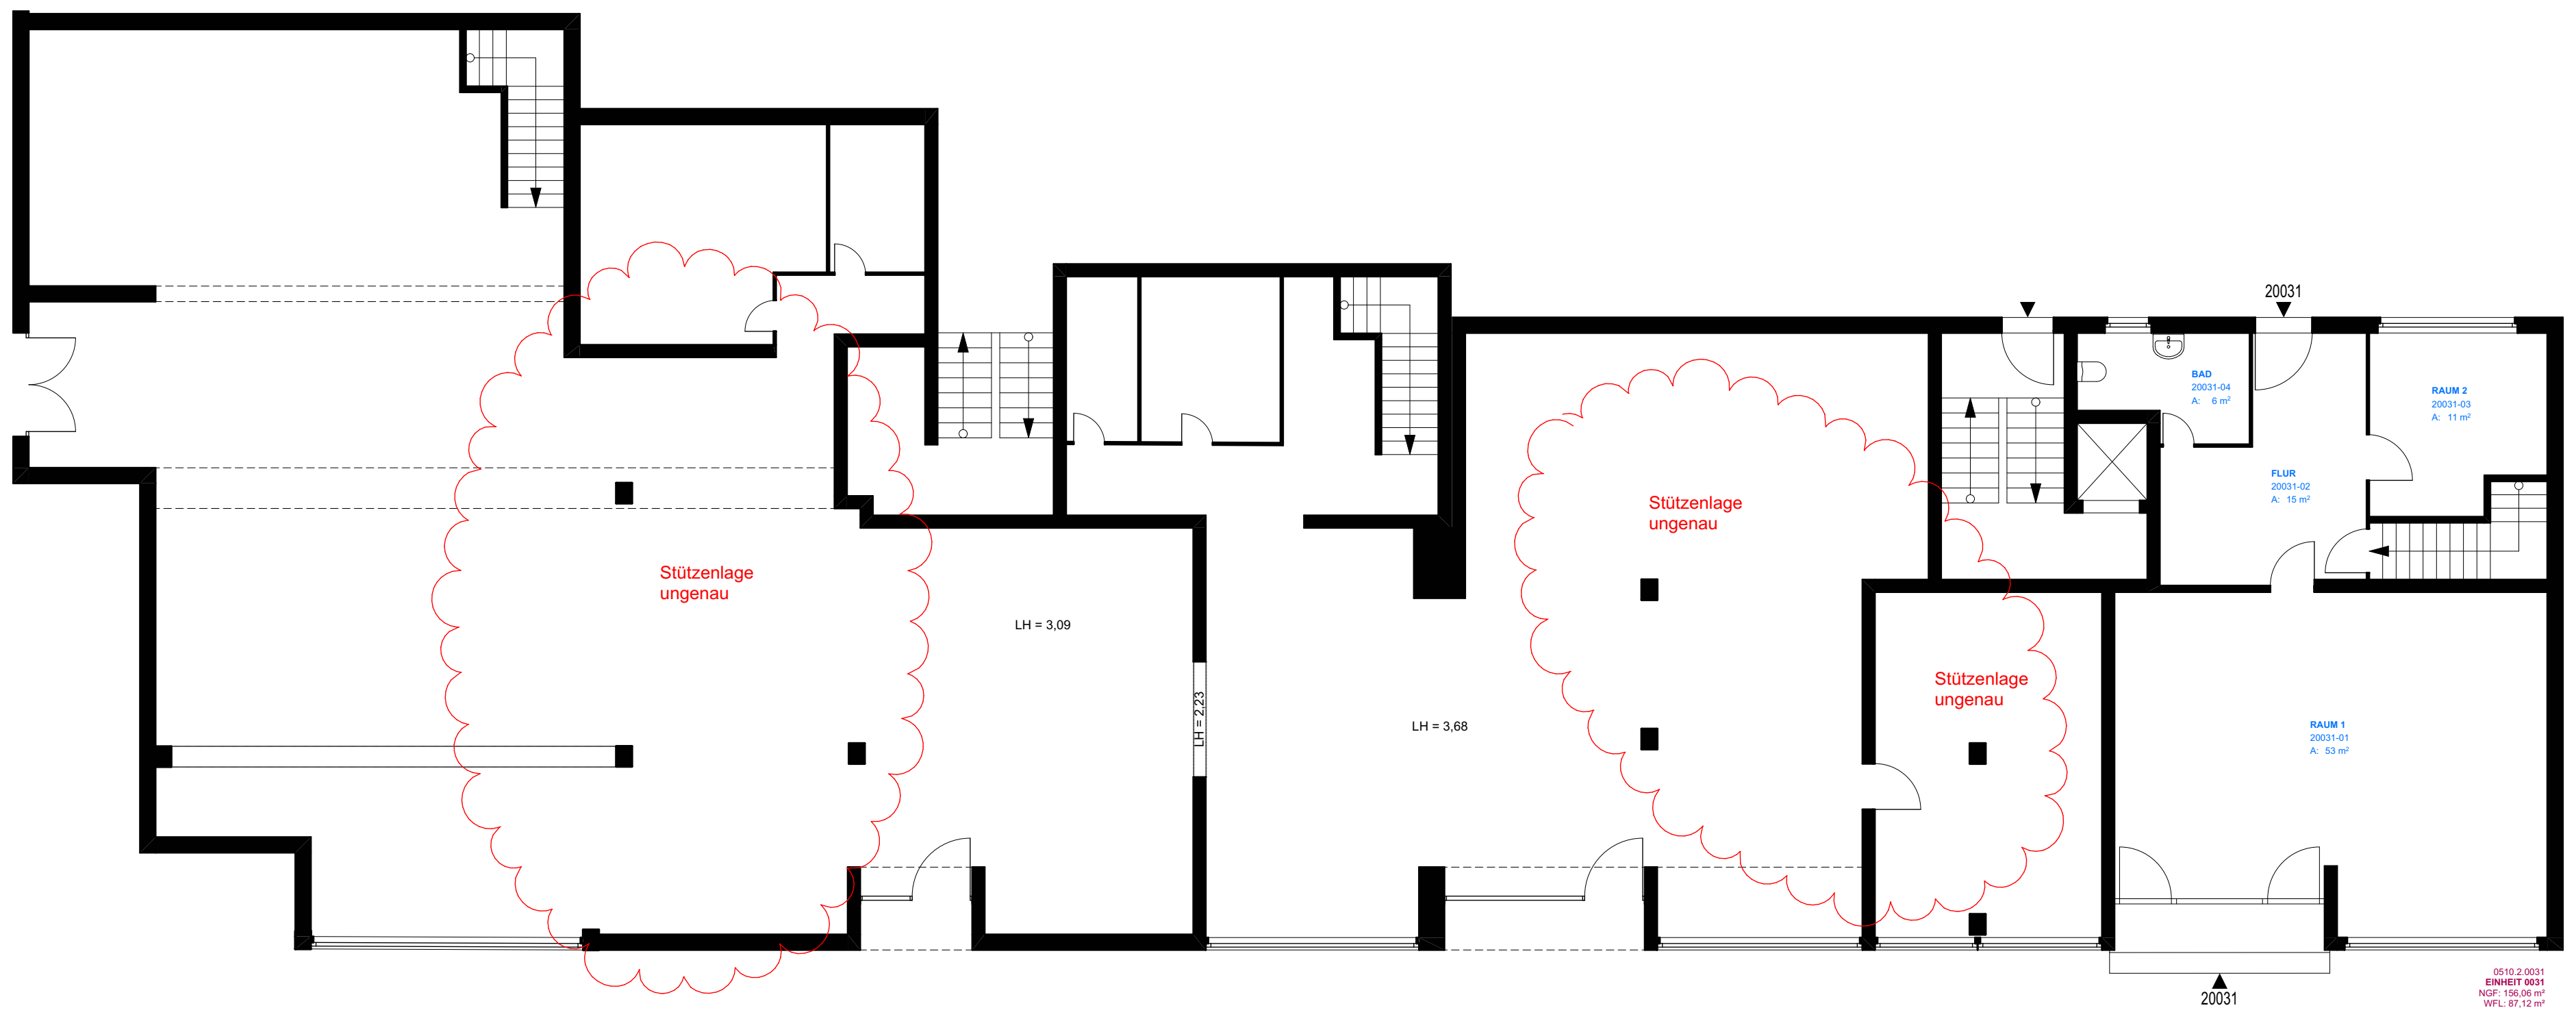 20031
BAD
20031-04
A: 6 m²
RAUM 2
20031-03
A: 11 m²
FLUR
20031-02
A: 15 m²
Stützenlage
ungenau
Stützenlage
ungenau
LH = 3,09
Stützenlage
ungenau
LH = 2,23
LH = 3,68
RAUM 1
20031-01
A: 53 m²
0510.2.0031
EINHEIT 0031
NGF: 156,06 m²
WFL: 87,12 m²
20031